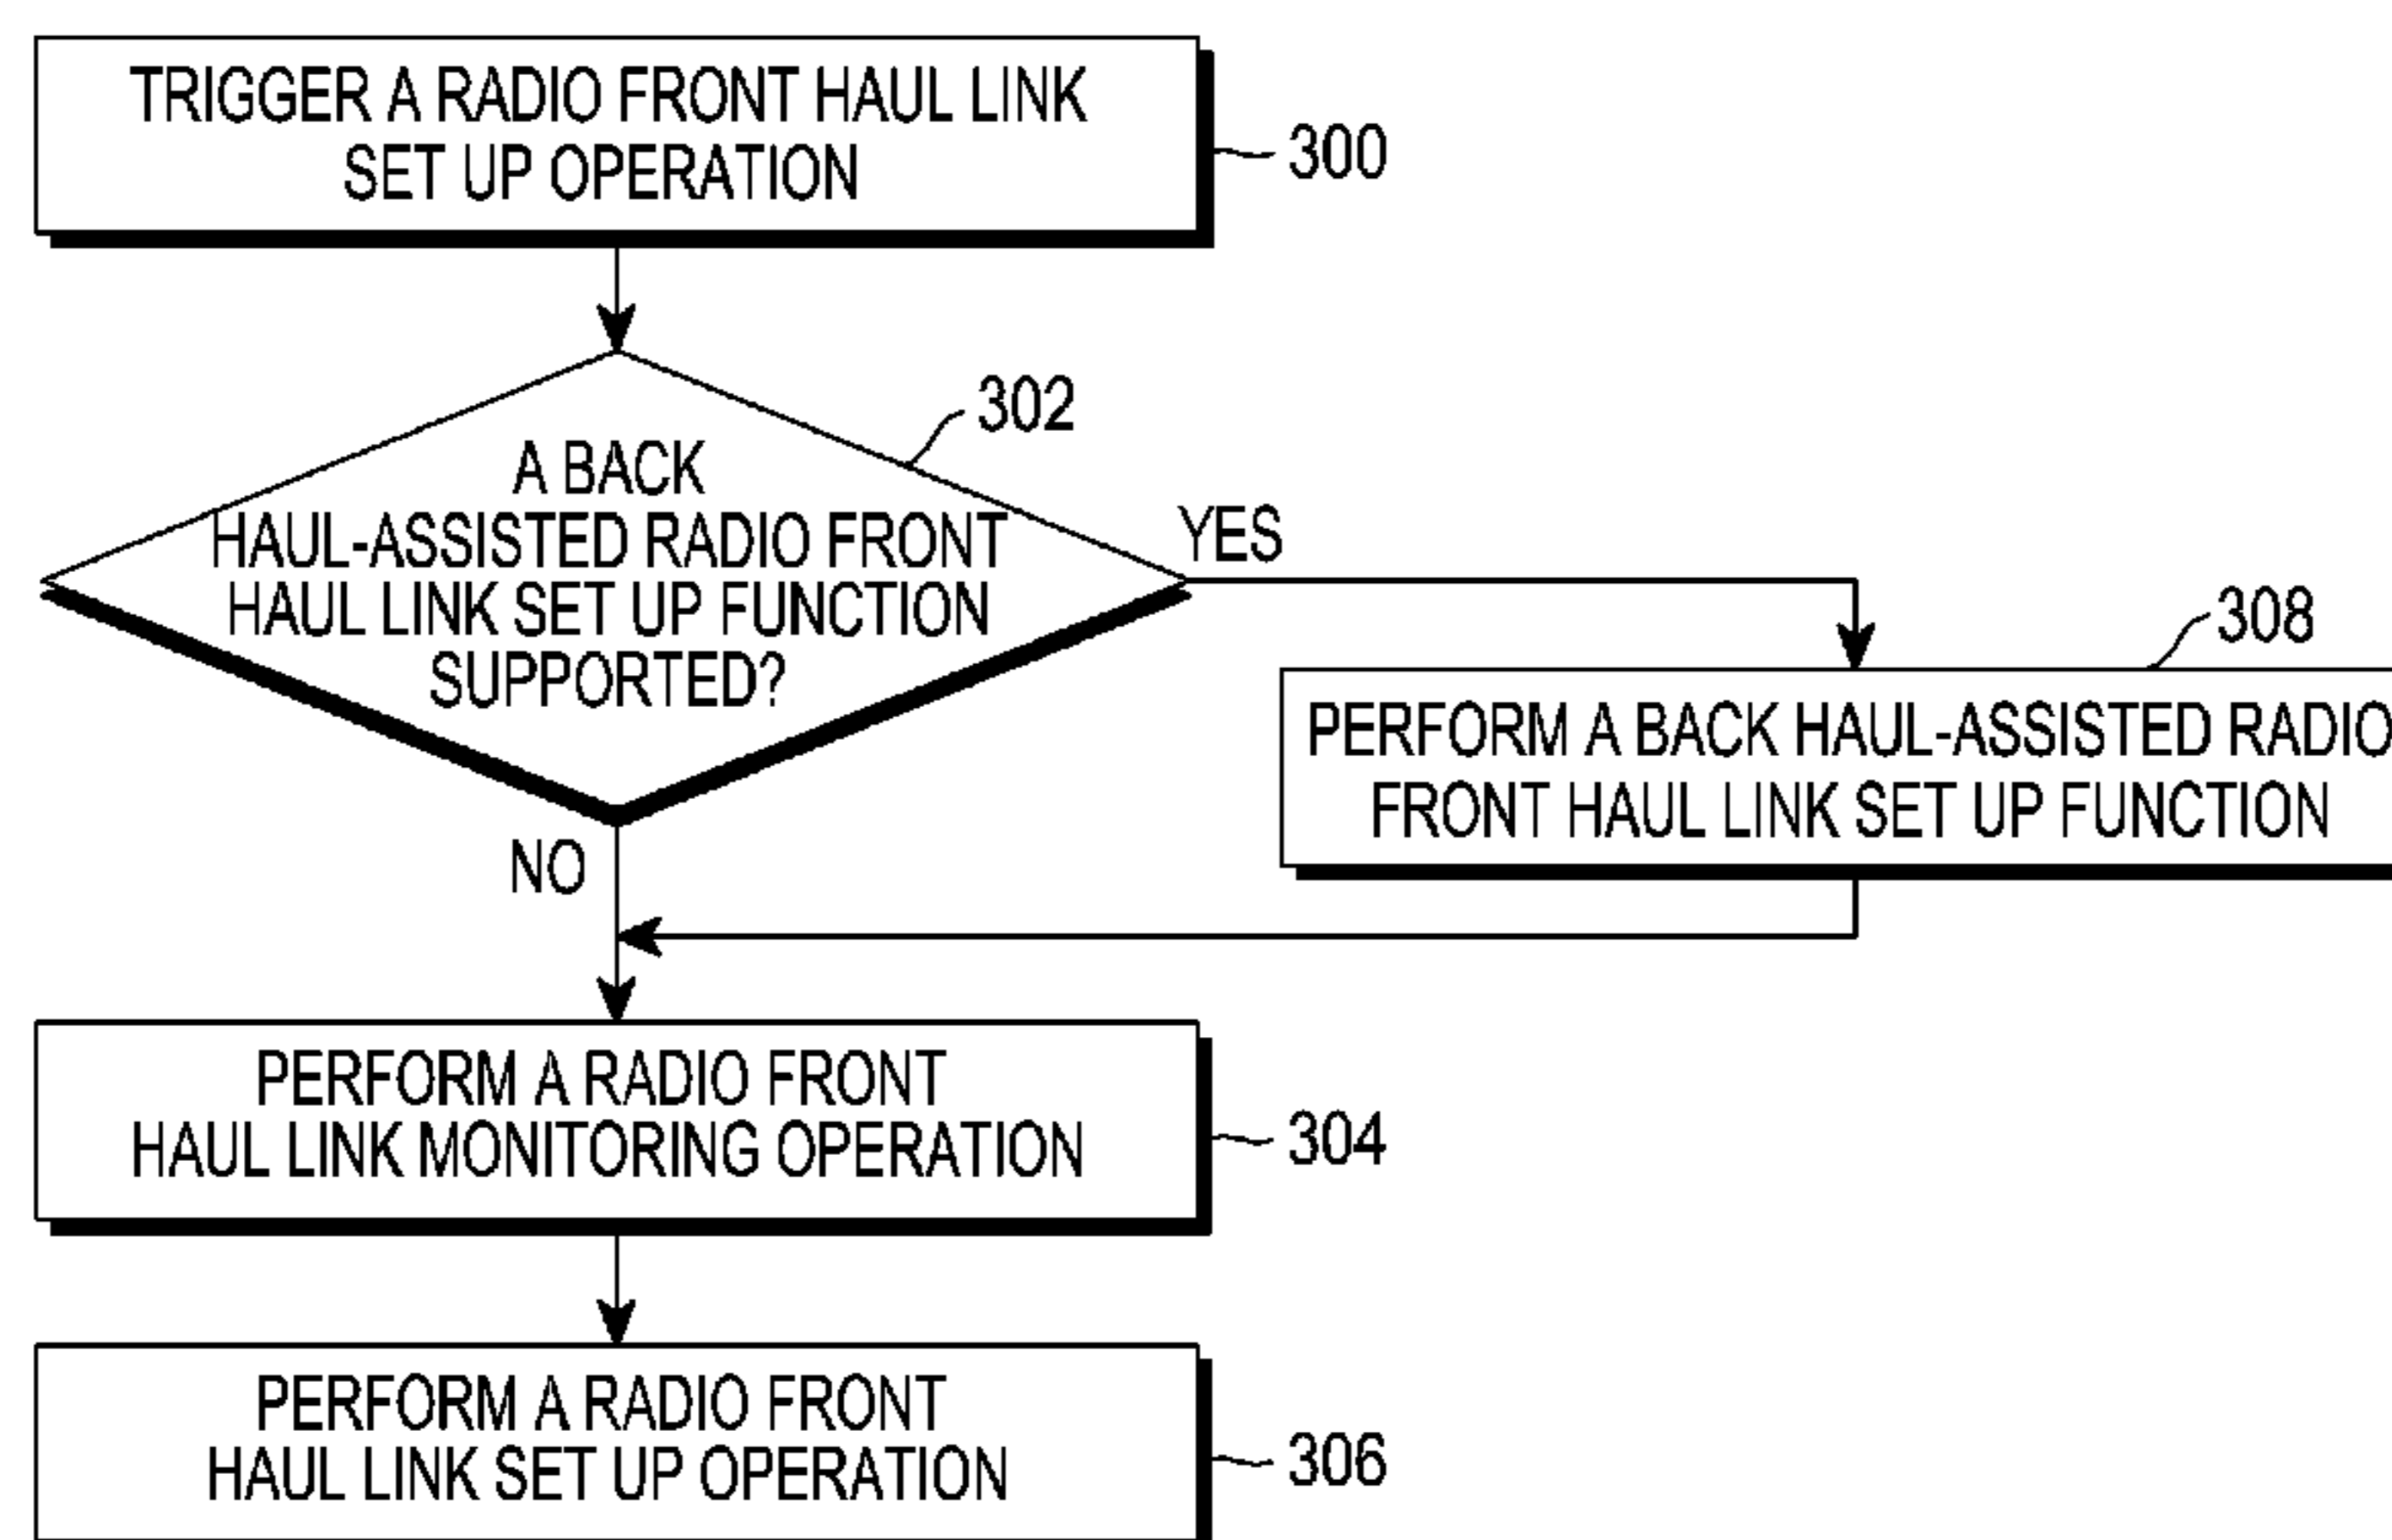 TRIGGER A RADIO FRONT HAUL LINK
SET UP OPERATION
300
302
A BACK
HAUL-ASSISTED RADIO FRONT
HAUL LINK SET UP FUNCTION
SUPPORTED?
YES
308
PERFORM A BACK HAUL-ASSISTED RADIO
FRONT HAUL LINK SET UP FUNCTION
NO
PERFORM A RADIO FRONT
HAUL LINK MONITORING OPERATION
304
PERFORM A RADIO FRONT
HAUL LINK SET UP OPERATION
306